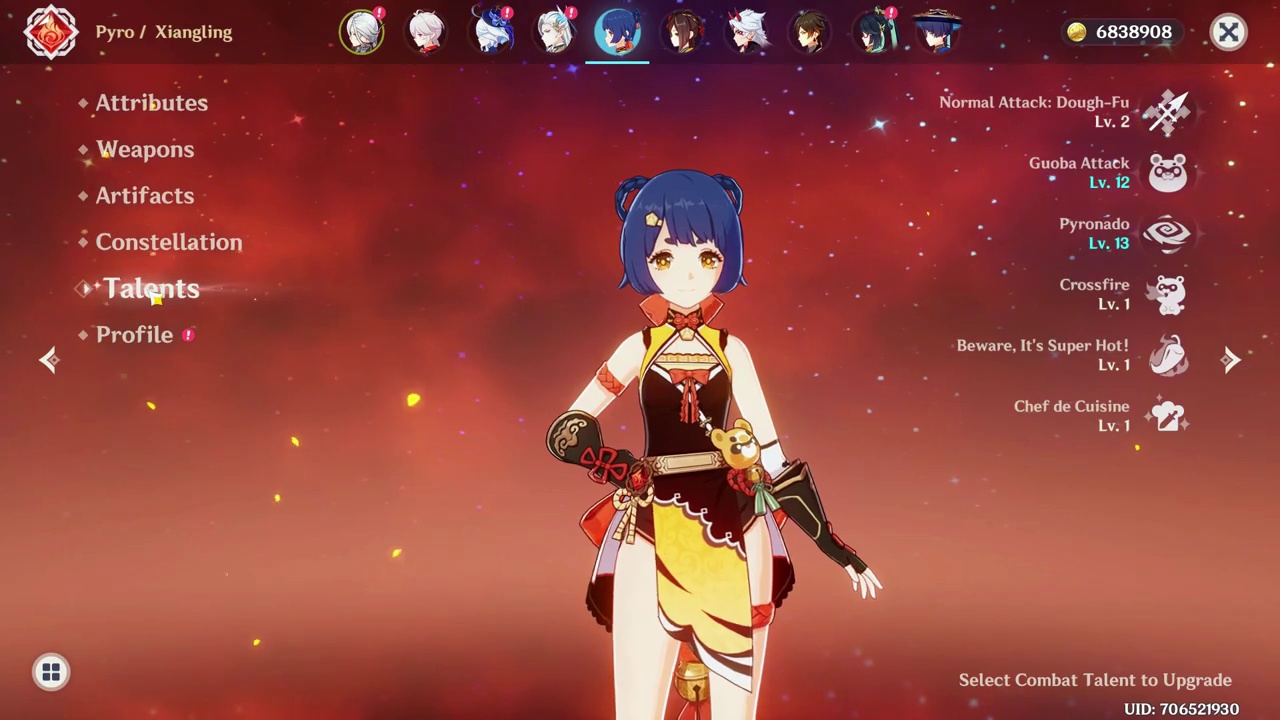 Pyro / Xiangling
6838908
Attributes
Weapons
Artifacts
Constellation
Talents
Profile
Normal Attack: Dough-Fu
Lv. 2
Guoba Attack
Lv. 12
Pyronado
Lv. 13
Crossfire
Lv. 1
Beware, It's Super Hot!
Lv. 1
Chef de Cuisine
Lv. 1
Select Combat Talent to Upgrade
UID: 706521930